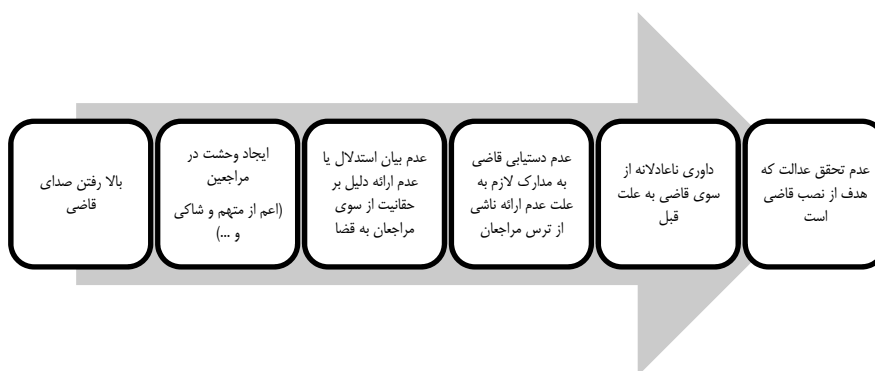 بالا رفتن صدای
قاضی
ایجاد وحشت در
مراجعین
(اعم از متهم و شاکی
و ...)
عدم بیان استدلال یا
عدم ارائه دلیل بر
حقانیت از سوی
مراجعان به قضا
عدم دستیابی قاضی
به مدارک لازم به
علت عدم ارائه ناشی
از ترس مراجعان
داوری ناعادلانه از
سوی قاضی به علت
قبل
عدم تحقق عدالت که
هدف از نصب قاضی
است